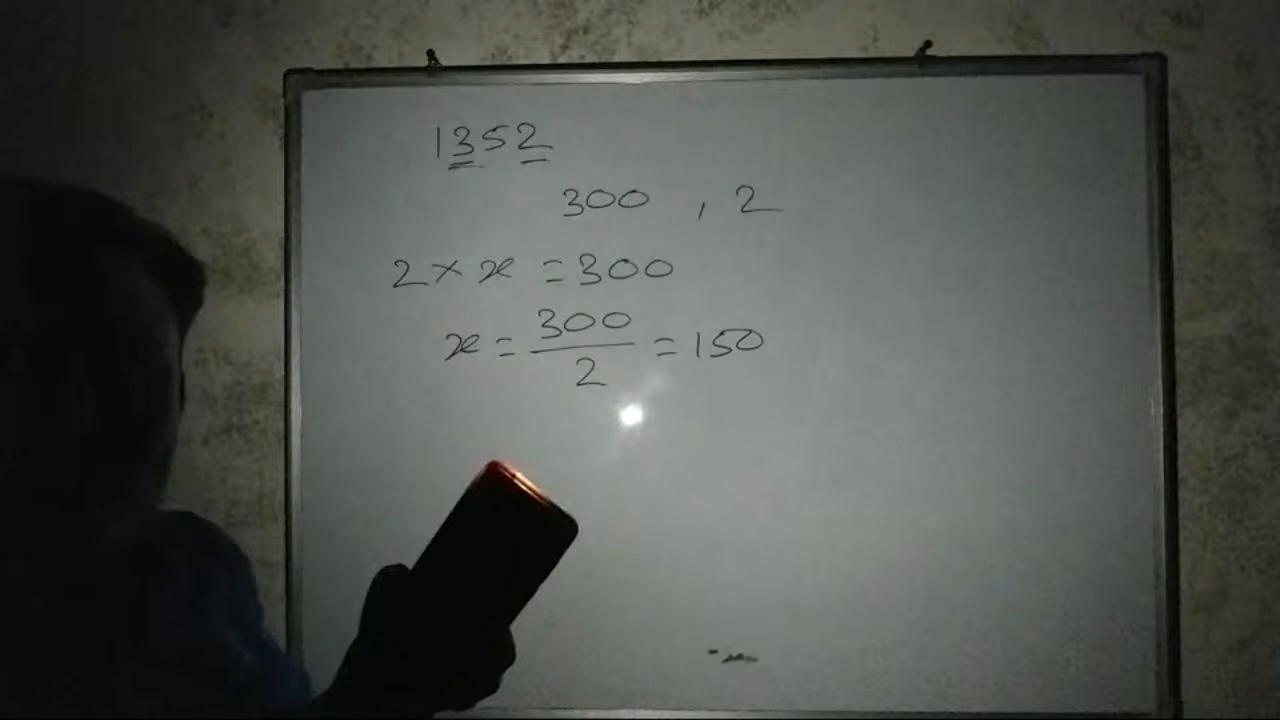 1352
300 , 2
2 × x = 300
x = 300/2 = 150